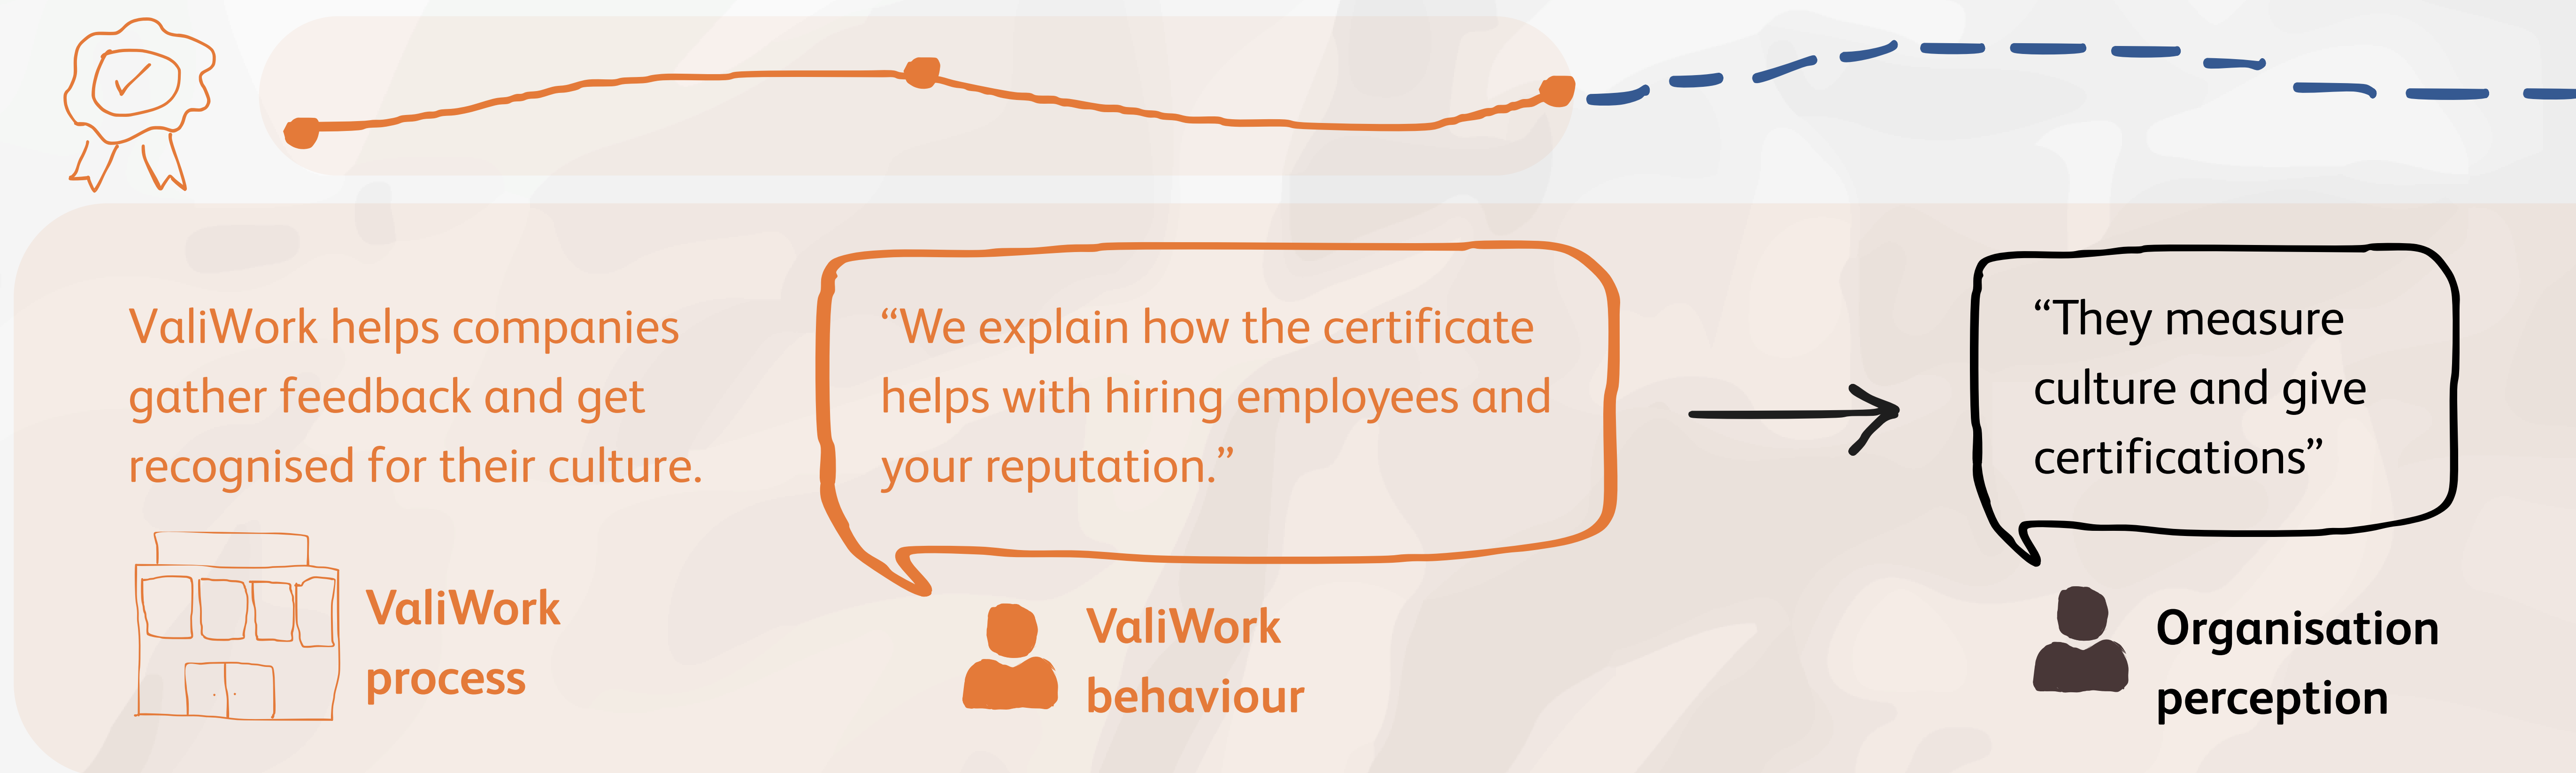 ValiWork helps companies
gather feedback and get
recognised for their culture.
ValiWork
process
“We explain how the certificate
helps with hiring employees and
your reputation.”
ValiWork
behaviour
“They measure
culture and give
certifications”
Organisation
perception